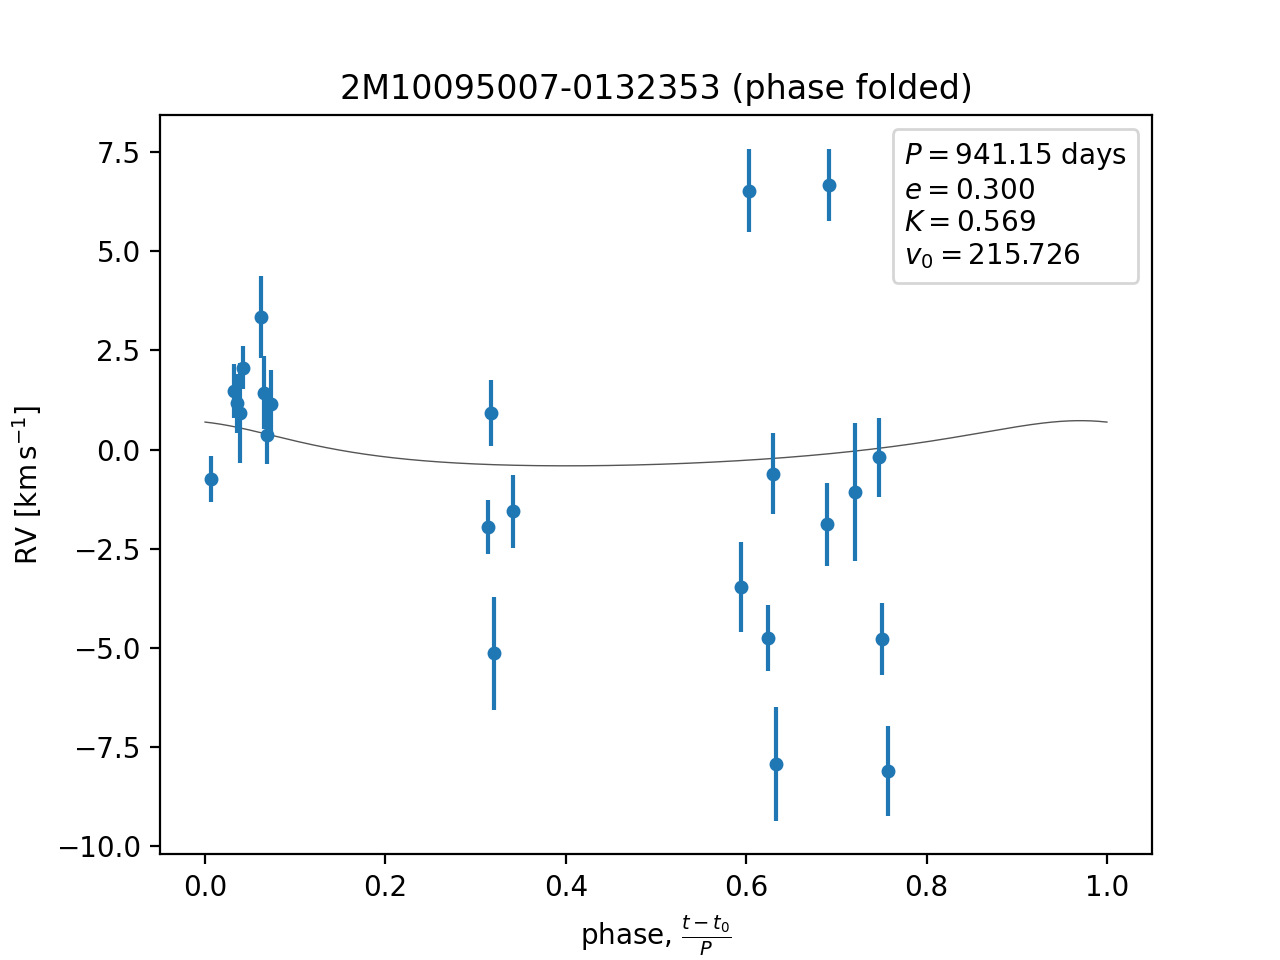 2M10095007-0132353 (phase folded)
P = 941.15 days
e = 0.300
K = 0.569
v₀ = 215.726
7.5
5.0
2.5
0.0
−2.5
−5.0
−7.5
−10.0
RV [km s⁻¹]
0.0 0.2 0.4 0.6 0.8 1.0
phase, (t − t₀)/P